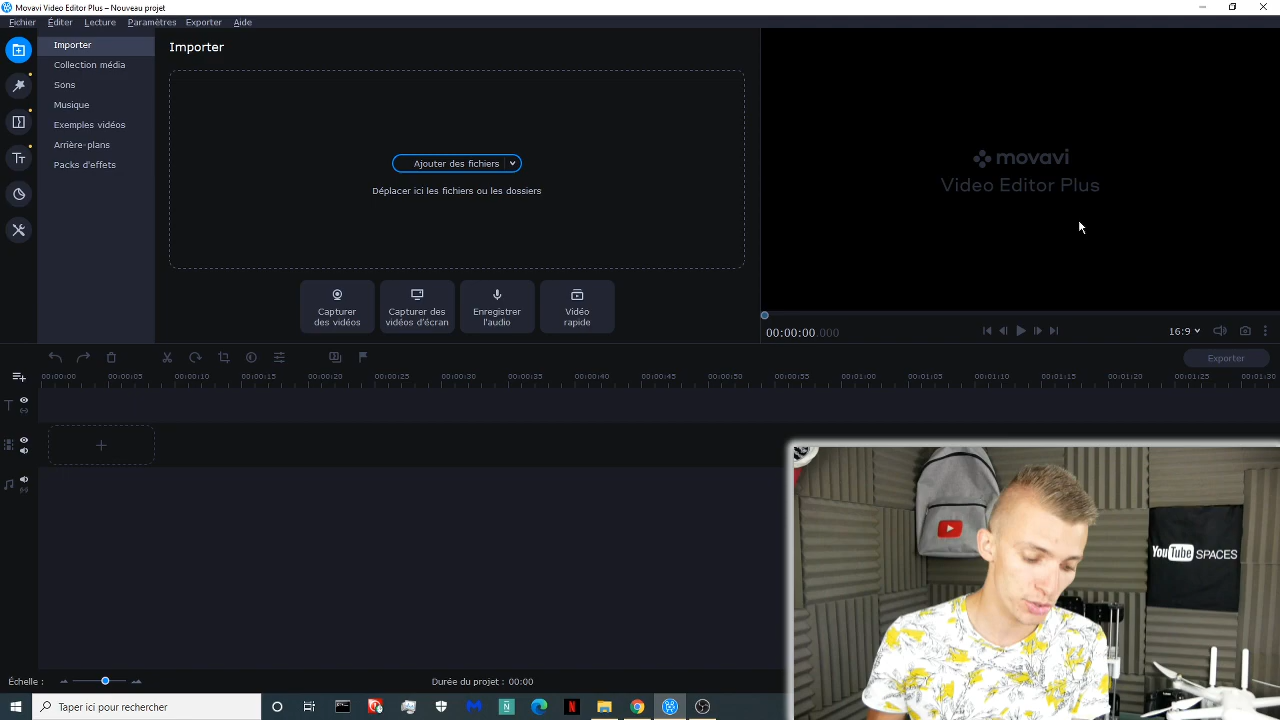 Movavi Video Editor Plus – Nouveau projet
Fichier Éditer Lecture Paramètres Exporter Aide
Importer
Collection média
Sons
Musique
Exemples vidéos
Arrière-plans
Packs d'effets
Importer
Ajouter des fichiers
Déplacer ici les fichiers ou les dossiers
Capturer
des vidéos
Capturer des
vidéos d'écran
Enregistrer
l'audio
Vidéo
rapide
movavi
Video Editor Plus
00:00:00.000
16:9
Exporter
00:00:00 00:00:05 00:00:10 00:00:15 00:00:20 00:00:25 00:00:30 00:00:35 00:00:40 00:00:45 00:00:50 00:00:55 00:01:00 00:01:05 00:01:10 00:01:15 00:01:20 00:01:25 00:01:30
YouTube SPACES
Échelle :
Durée du projet : 00:00
Taper ici pour rechercher